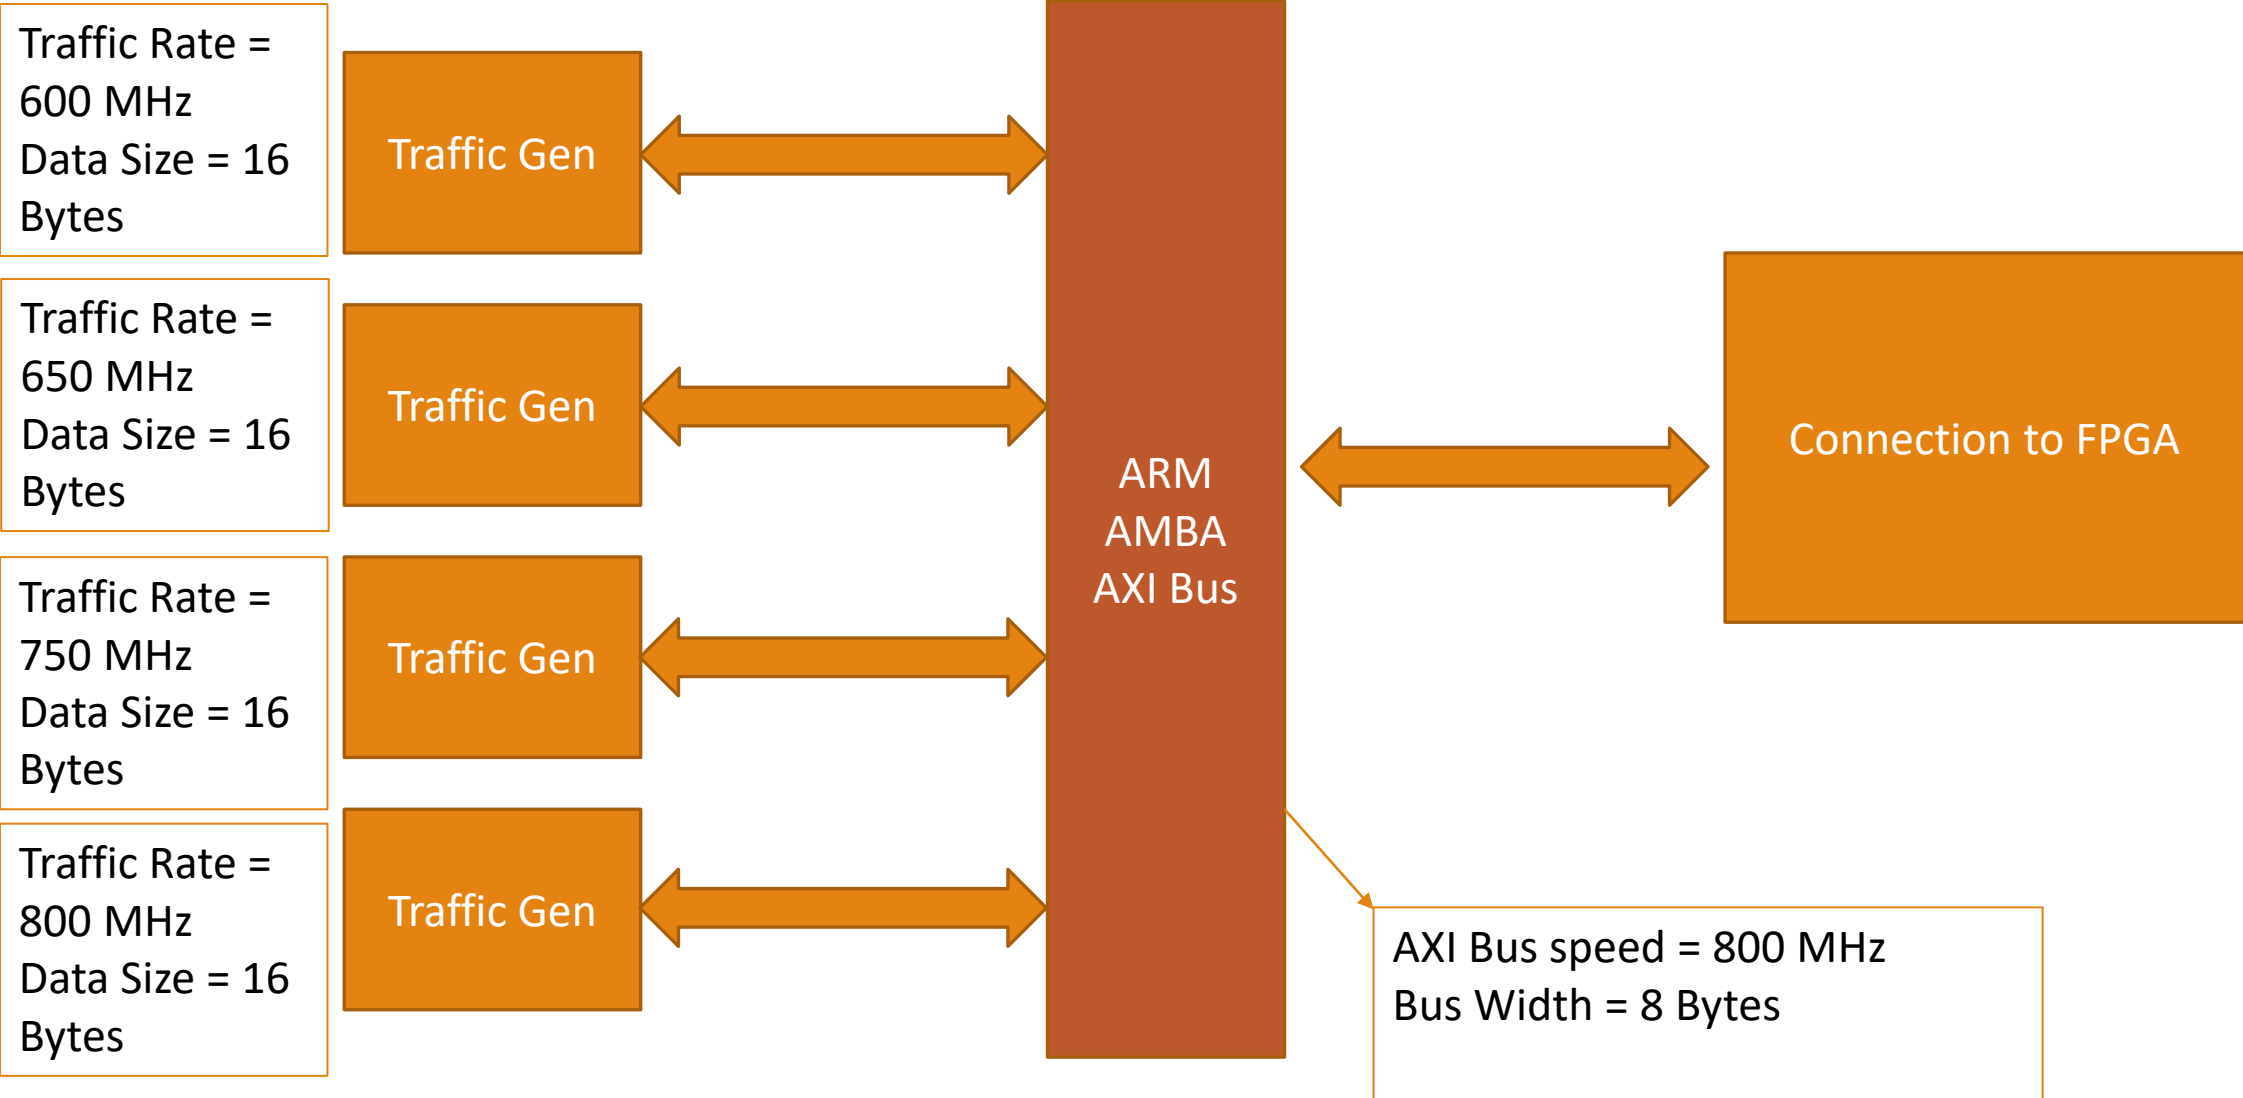 Traffic Rate =
600 MHz
Data Size = 16
Bytes
Traffic Gen
Traffic Rate =
650 MHz
Data Size = 16
Bytes
Traffic Gen
Traffic Rate =
750 MHz
Data Size = 16
Bytes
Traffic Gen
Traffic Rate =
800 MHz
Data Size = 16
Bytes
Traffic Gen
ARM
AMBA
AXI Bus
Connection to FPGA
AXI Bus speed = 800 MHz
Bus Width = 8 Bytes